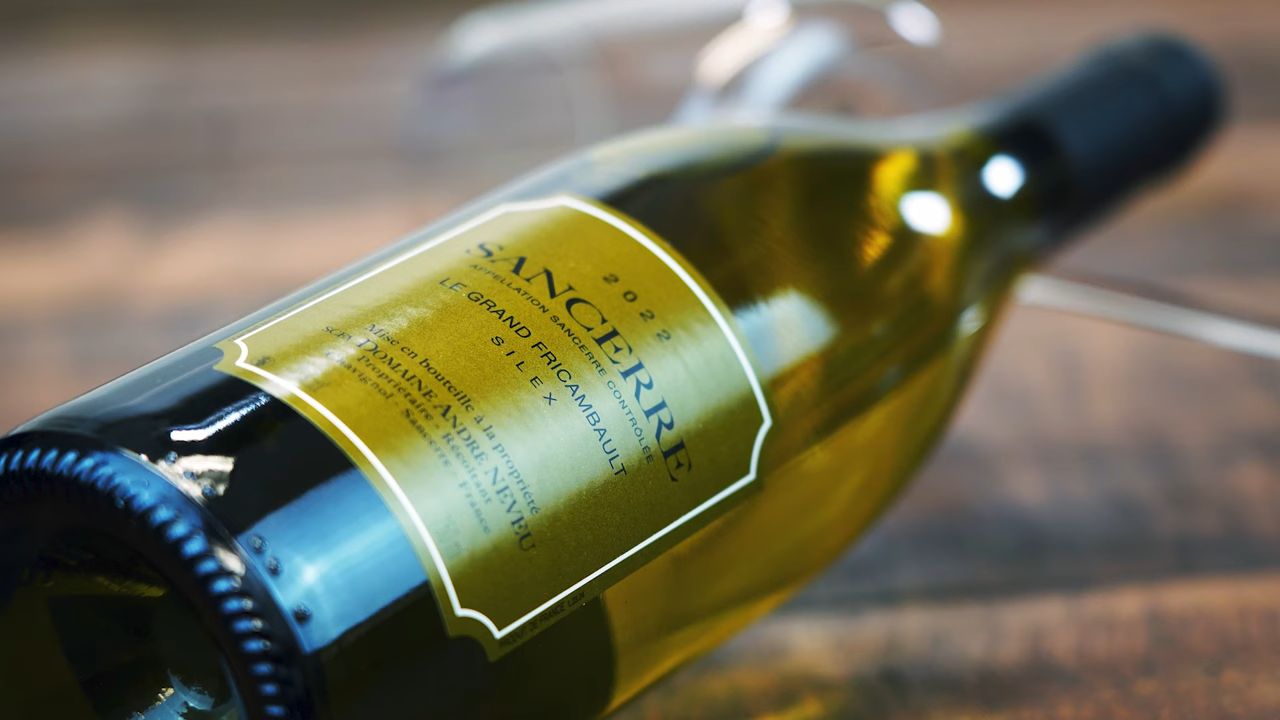 2022
SANCERRE
APPELLATION SANCERRE CONTRÔLÉE
LE GRAND FRICAMBAULT
SILEX
Mise en bouteille à la propriété
SCEV DOMAINE ANDRÉ NEVEU
Propriétaire - Récoltant
Chavignol - Sancerre France